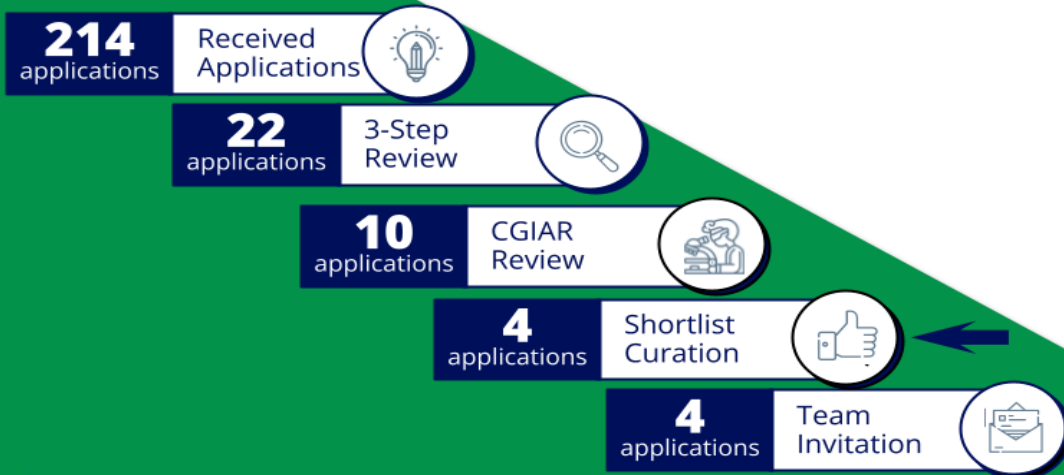 214
applications
Received
Applications
22
applications
3-Step
Review
10
applications
CGIAR
Review
4
applications
Shortlist
Curation
4
applications
Team
Invitation